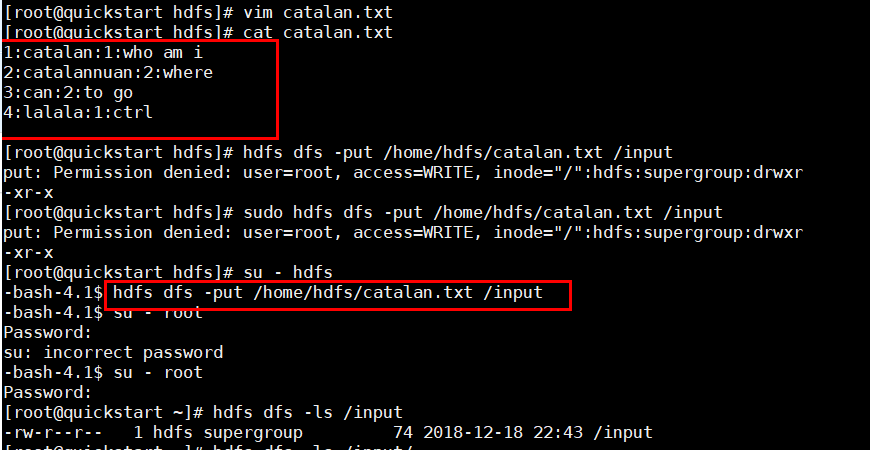 [root@quickstart hdfs]# vim catalan.txt
[root@quickstart hdfs]# cat catalan.txt
1:catalan:1:who am i
2:catalannuan:2:where
3:can:2:to go
4:lalala:1:ctrl
[root@quickstart hdfs]# hdfs dfs -put /home/hdfs/catalan.txt /input
put: Permission denied: user=root, access=WRITE, inode="/":hdfs:supergroup:drwxr
-xr-x
[root@quickstart hdfs]# sudo hdfs dfs -put /home/hdfs/catalan.txt /input
put: Permission denied: user=root, access=WRITE, inode="/":hdfs:supergroup:drwxr
-xr-x
[root@quickstart hdfs]# su - hdfs
-bash-4.1$ hdfs dfs -put /home/hdfs/catalan.txt /input
-bash-4.1$ su - root
Password:
su: incorrect password
-bash-4.1$ su - root
Password:
[root@quickstart ~]# hdfs dfs -ls /input
-rw-r--r--   1 hdfs supergroup         74 2018-12-18 22:43 /input
[root@quickstart ~]# hdfs dfs -ls /input/